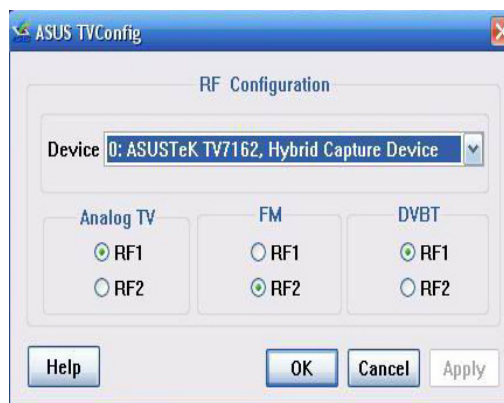 ASUS TVConfig
RF Configuration
Device 0: ASUSTeK TV7162, Hybrid Capture Device
Analog TV FM DVBT
RF1 RF1 RF1
RF2 RF2 RF2
Help OK Cancel Apply